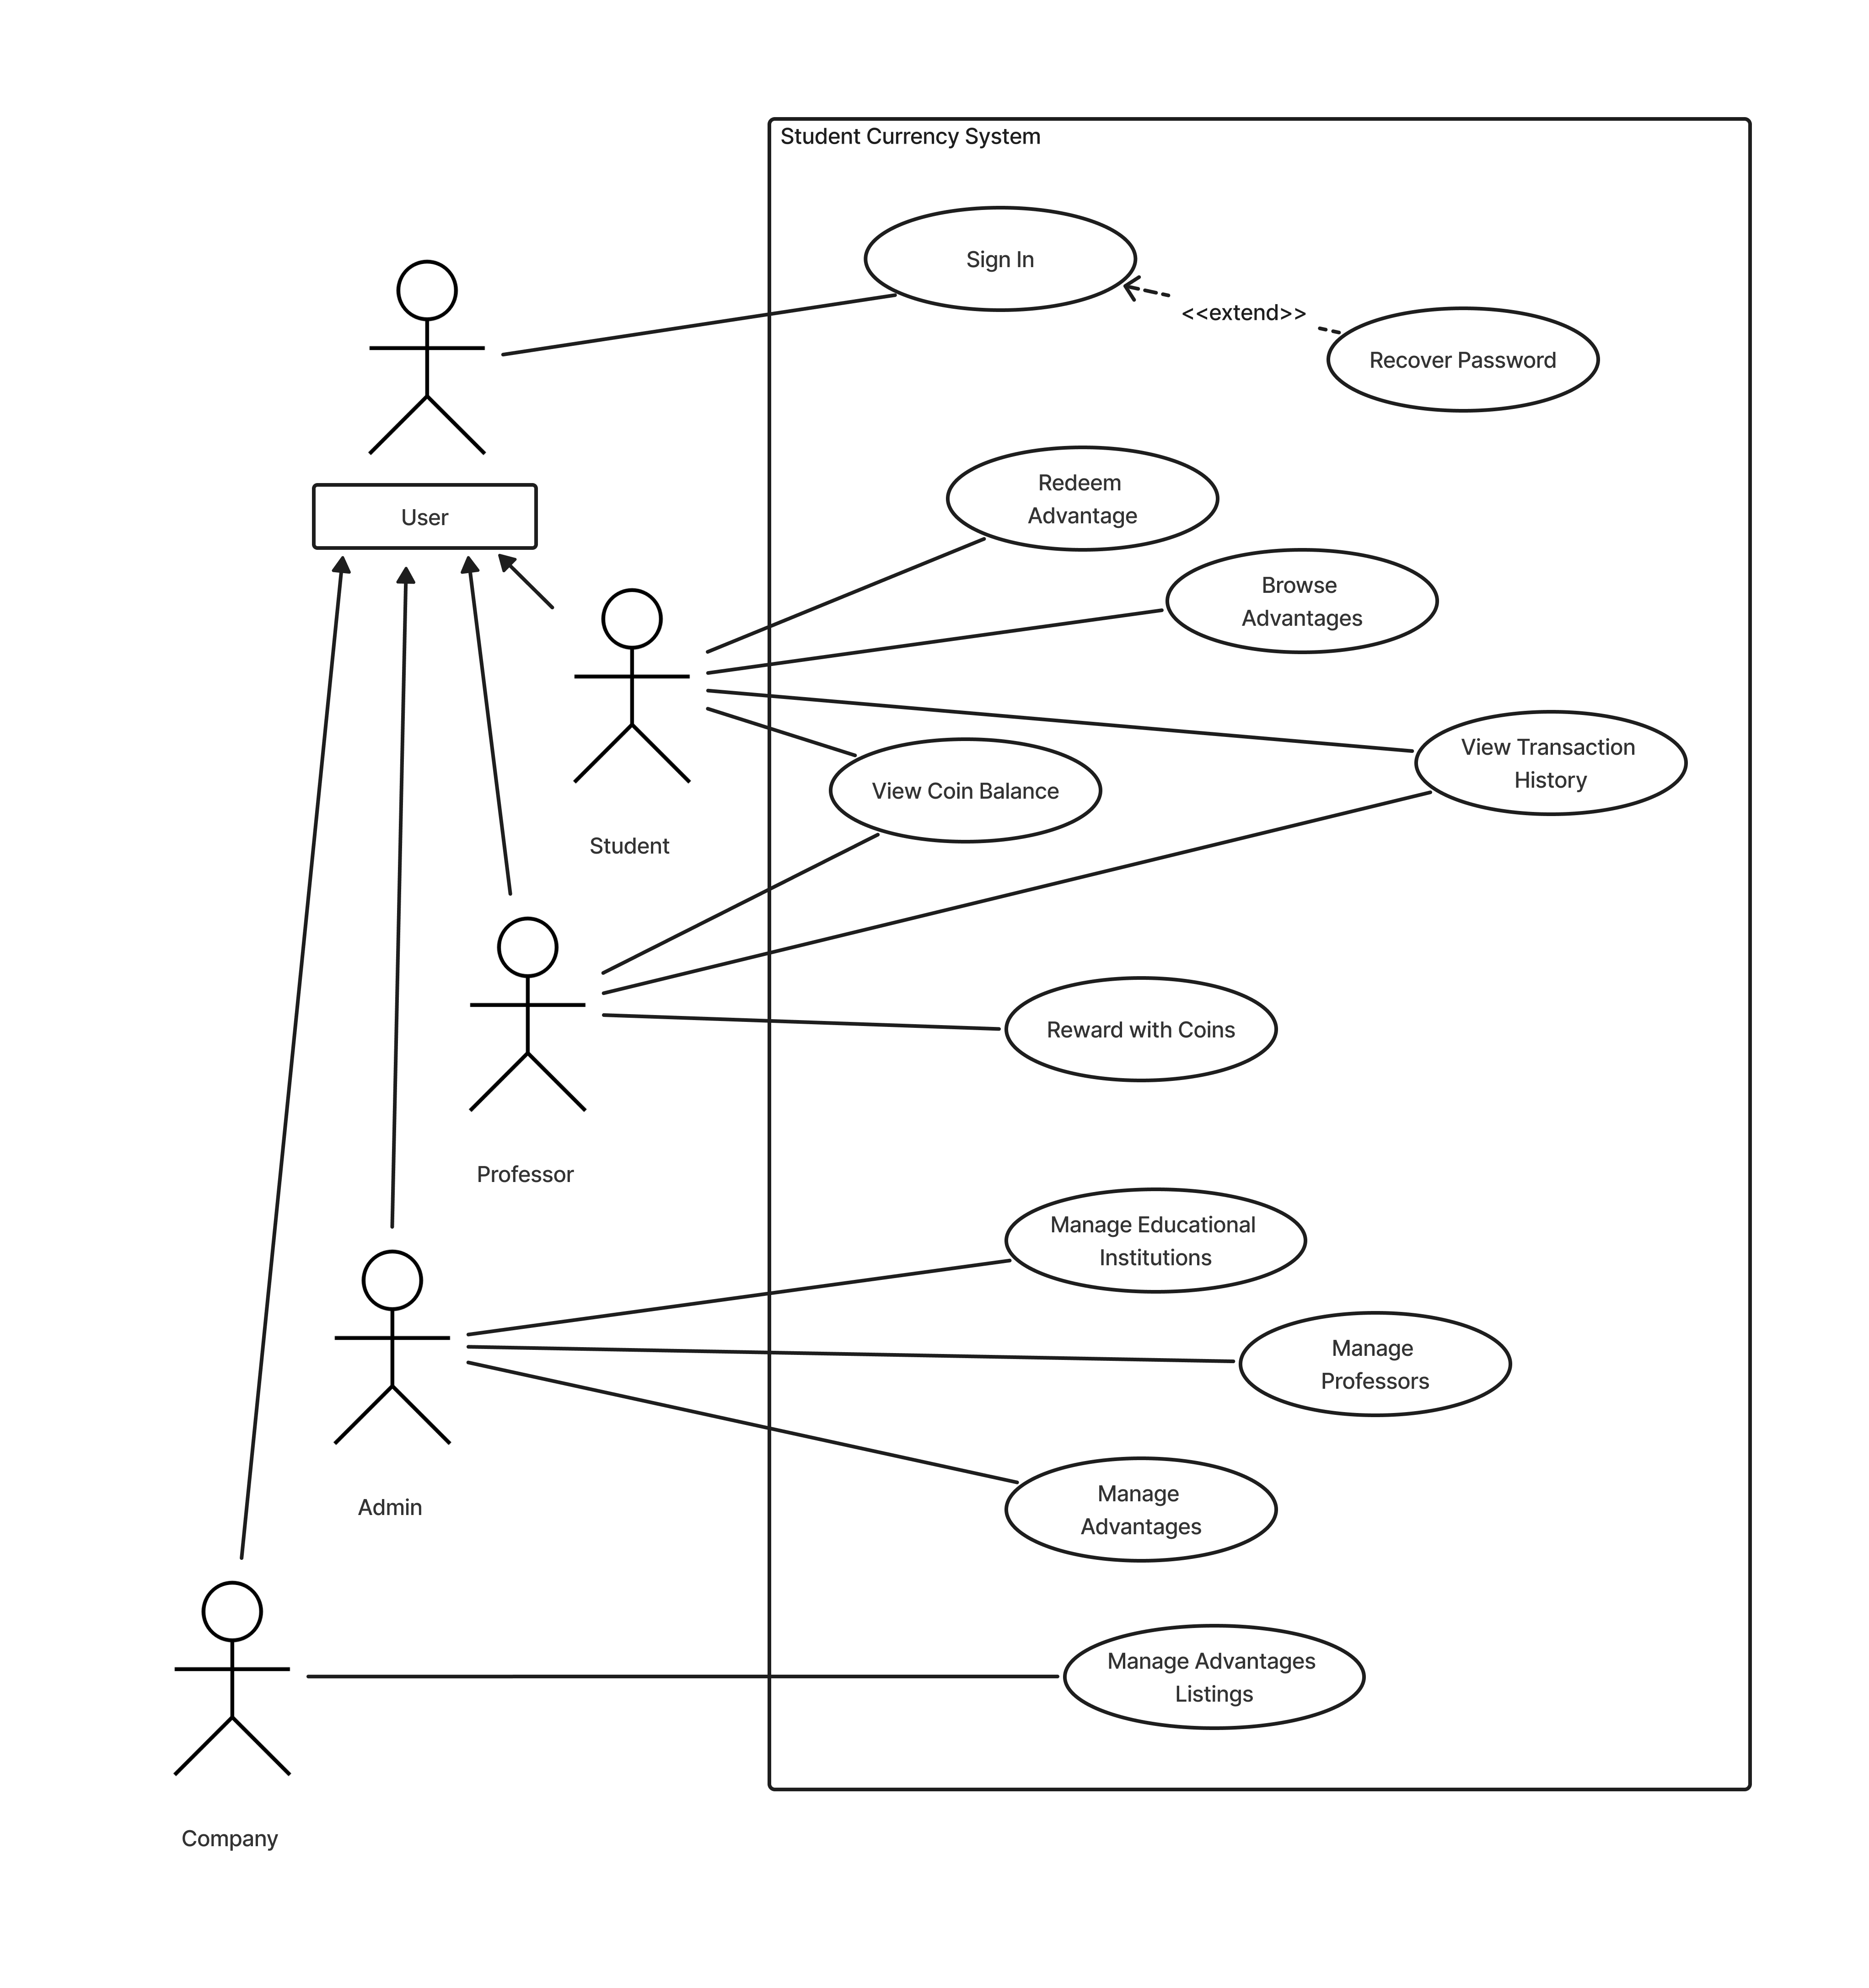 Student Currency System
Sign In
<<extend>>
Recover Password
User
Redeem
Advantage
Browse
Advantages
View Transaction
History
View Coin Balance
Student
Reward with Coins
Professor
Manage Educational
Institutions
Manage
Professors
Admin
Manage
Advantages
Manage Advantages
Listings
Company